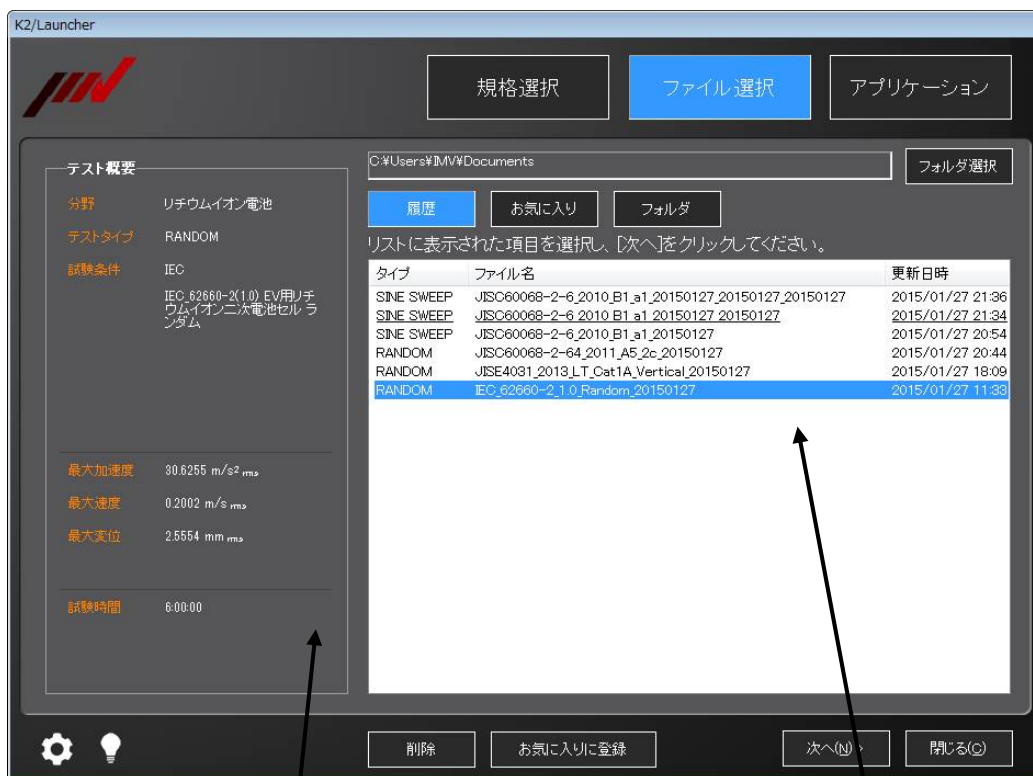 K2/Launcher
規格選択
ファイル選択
アプリケーション
テスト概要
分野 リチウムイオン電池
テストタイプ RANDOM
試験条件 IEC
IEC_62660-2(1.0) EV用リチ
ウムイオン二次電池セル ラ
ンダム
最大加速度 30.6255 m/s² rms
最大速度 0.2002 m/s rms
最大変位 2.5554 mm rms
試験時間 6:00:00
C:¥Users¥IMV¥Documents
フォルダ選択
履歴
お気に入り
フォルダ
リストに表示された項目を選択し、[次へ]をクリックしてください。
タイプ ファイル名 更新日時
SINE SWEEP JISC60068-2-6_2010_B1_a1_20150127_20150127_20150127 2015/01/27 21:36
SINE SWEEP JISC60068-2-6_2010_B1_a1_20150127_20150127 2015/01/27 21:34
SINE SWEEP JISC60068-2-6_2010_B1_a1_20150127 2015/01/27 20:54
RANDOM JISC60068-2-64_2011_A5_2c_20150127 2015/01/27 20:44
RANDOM JISE4031_2013_LT_Cat1A_Vertical_20150127 2015/01/27 18:09
RANDOM IEC_62660-2_1.0_Random_20150127 2015/01/27 11:33
削除
お気に入りに登録
次へ(N) >
閉じる(C)